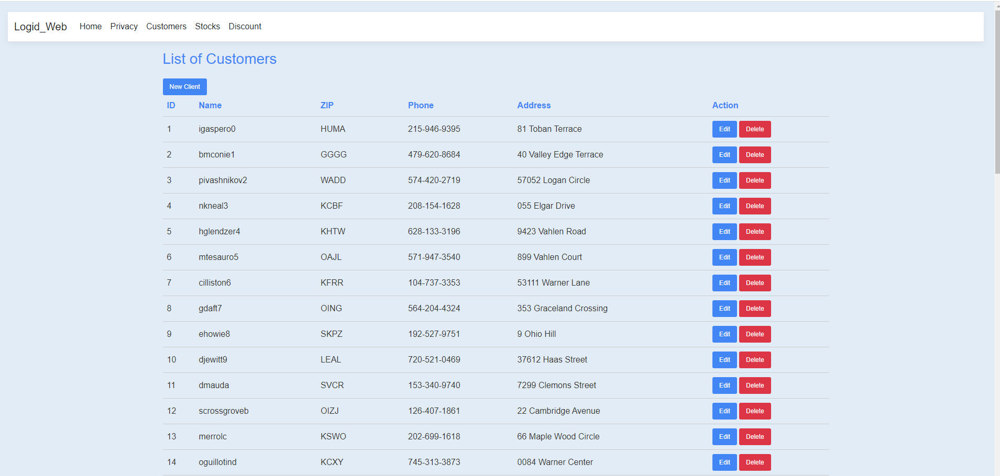 Logid_Web Home Privacy Customers Stocks Discount
List of Customers
New Client
ID Name ZIP Phone Address Action
1 igaspero0 HUMA 215-946-9395 81 Toban Terrace Edit Delete
2 bmconie1 GGGG 479-620-8684 40 Valley Edge Terrace Edit Delete
3 pivashnikov2 WADD 574-420-2719 57052 Logan Circle Edit Delete
4 nkneal3 KCBF 208-154-1628 055 Elgar Drive Edit Delete
5 hglendzer4 KHTW 628-133-3196 9423 Vahlen Road Edit Delete
6 mtesauro5 OAJL 571-947-3540 899 Vahlen Court Edit Delete
7 cilliston6 KFRR 104-737-3353 53111 Warner Lane Edit Delete
8 gdaft7 OING 564-204-4324 353 Graceland Crossing Edit Delete
9 ehowie8 SKPZ 192-527-9751 9 Ohio Hill Edit Delete
10 djewitt9 LEAL 720-521-0469 37612 Haas Street Edit Delete
11 dmauda SVCR 153-340-9740 7299 Clemons Street Edit Delete
12 scrossgroveb OIZJ 126-407-1861 22 Cambridge Avenue Edit Delete
13 merrolc KSWO 202-699-1618 66 Maple Wood Circle Edit Delete
14 oguillotind KCXY 745-313-3873 0084 Warner Center Edit Delete